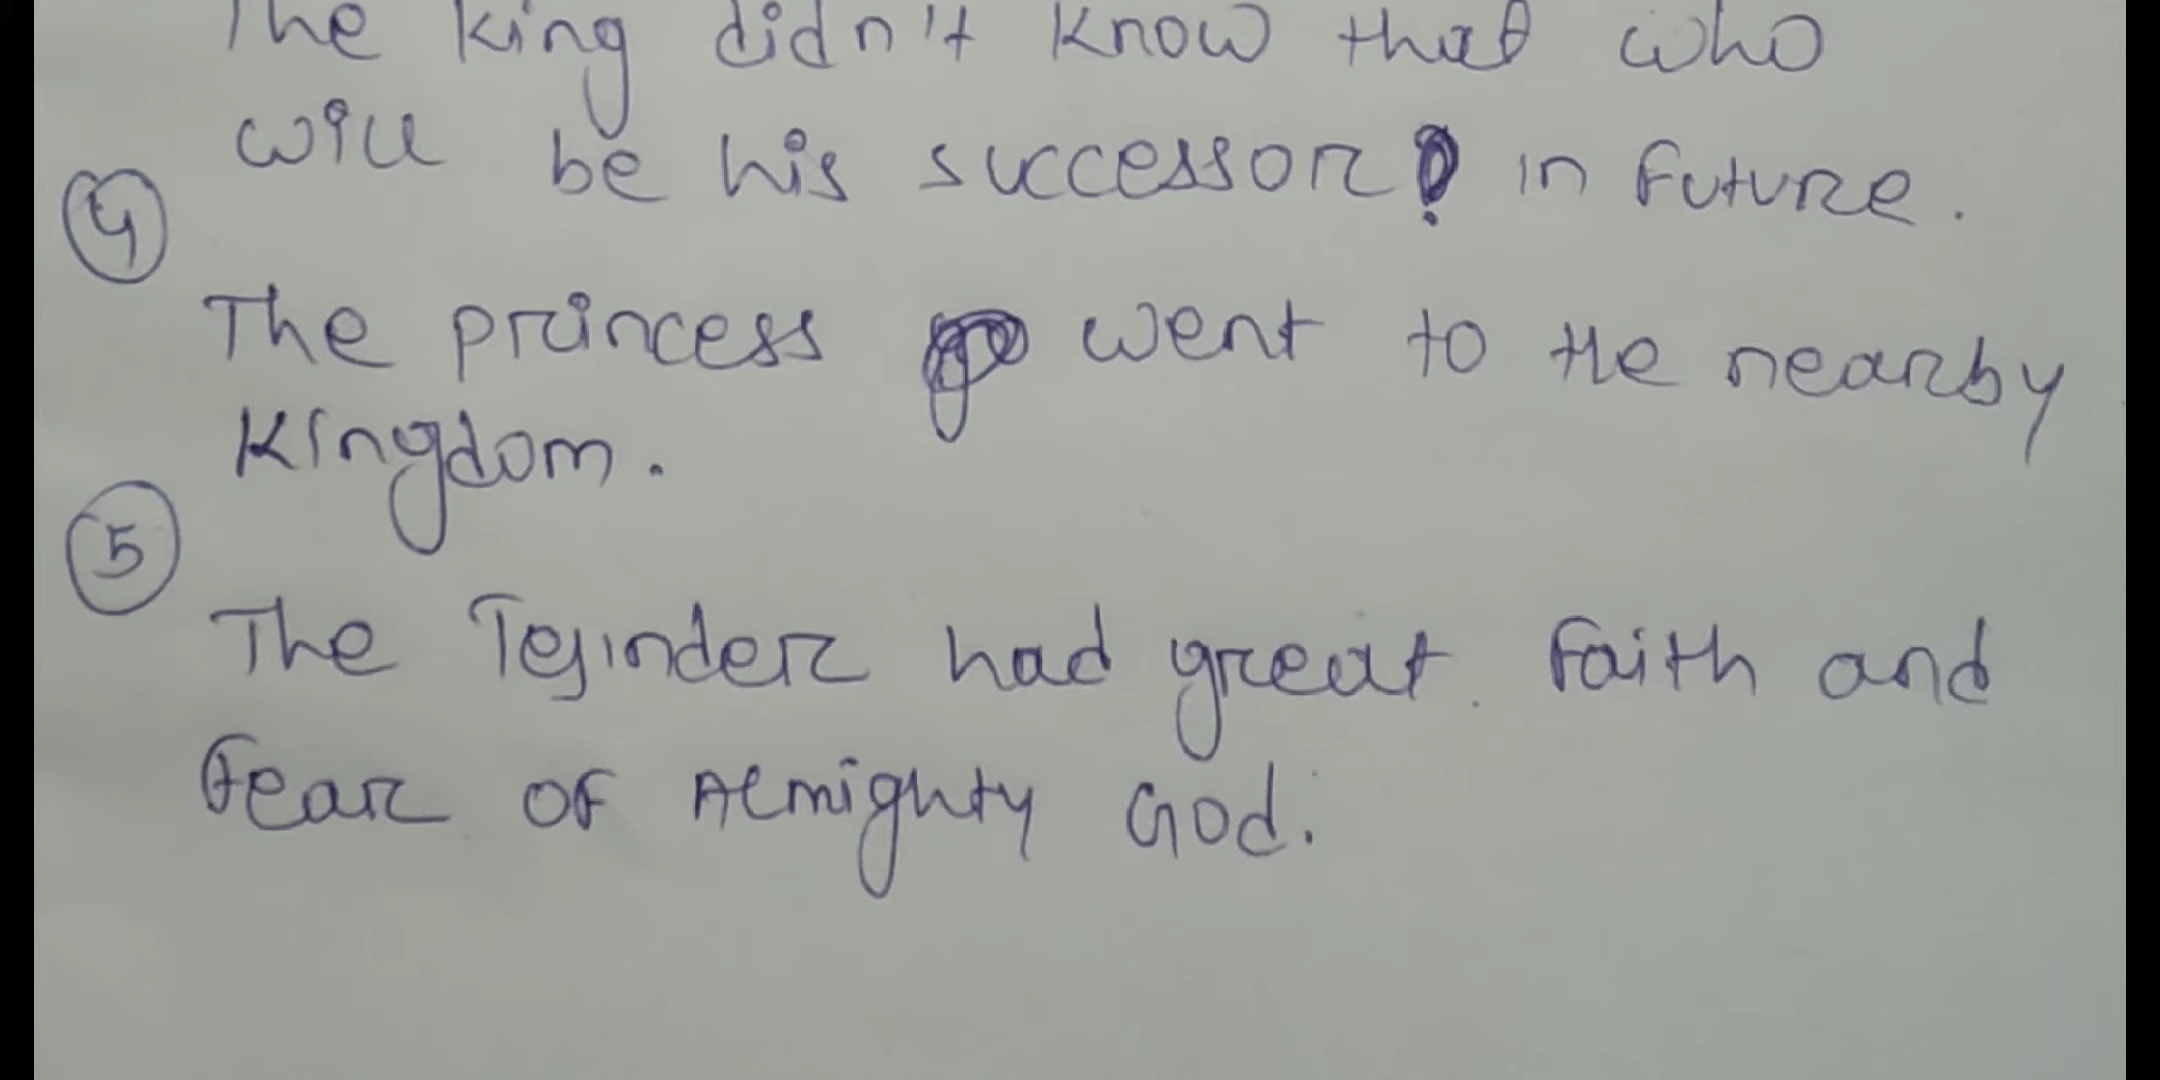 The king didn't know that who
will be his successor in future.
4
The princess went to the nearby
Kingdom.
5
The Tejinder had great faith and
fear of Almighty God.